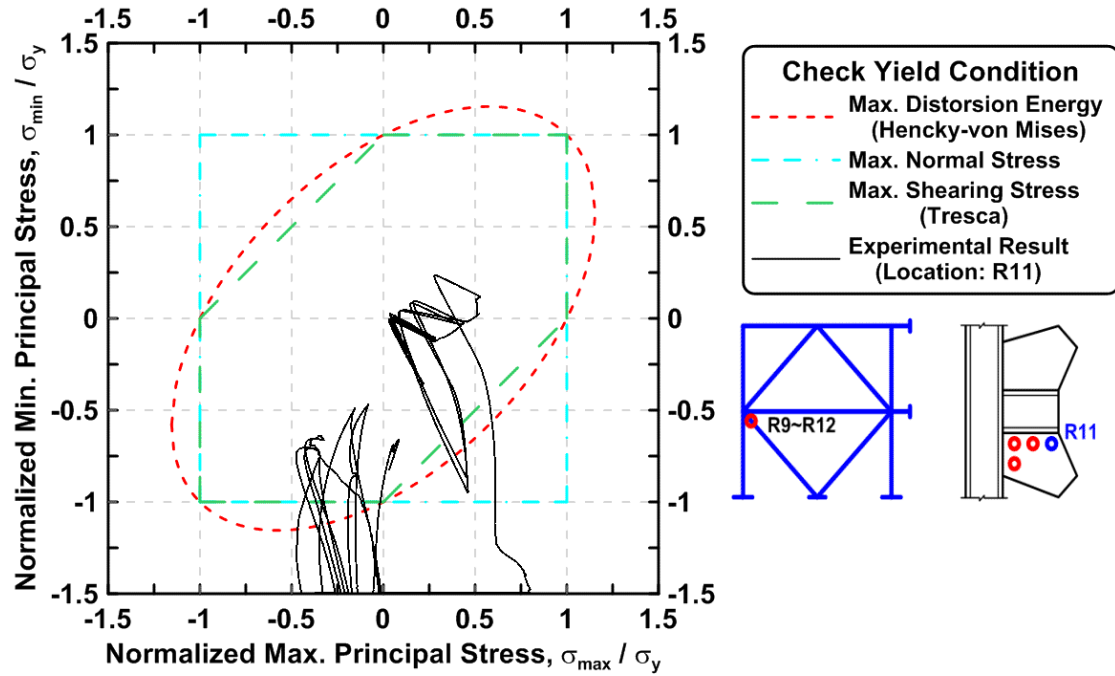 -1.5 -1 -0.5 0 0.5 1 1.5
1.5 1.5
1 1
0.5 0.5
0 0
-0.5 -0.5
-1 -1
-1.5 -1.5
-1.5 -1 -0.5 0 0.5 1 1.5
Normalized Min. Principal Stress, σmin / σy
Normalized Max. Principal Stress, σmax / σy
Check Yield Condition
Max. Distorsion Energy
(Hencky-von Mises)
Max. Normal Stress
Max. Shearing Stress
(Tresca)
Experimental Result
(Location: R11)
R9~R12
R11